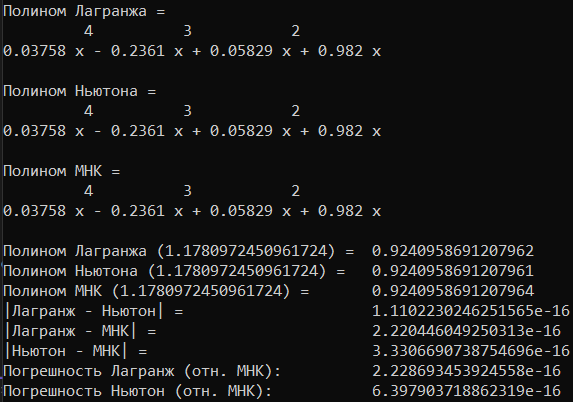 Полином Лагранжа =
4 3 2
0.03758 x - 0.2361 x + 0.05829 x + 0.982 x
Полином Ньютона =
4 3 2
0.03758 x - 0.2361 x + 0.05829 x + 0.982 x
Полином МНК =
4 3 2
0.03758 x - 0.2361 x + 0.05829 x + 0.982 x
Полином Лагранжа (1.1780972450961724) = 0.9240958691207962
Полином Ньютона (1.1780972450961724) = 0.9240958691207961
Полином МНК (1.1780972450961724) = 0.9240958691207964
|Лагранж - Ньютон| = 1.1102230246251565e-16
|Лагранж - МНК| = 2.220446049250313e-16
|Ньютон - МНК| = 3.3306690738754696e-16
Погрешность Лагранж (отн. МНК): 2.228693453924558e-16
Погрешность Ньютон (отн. МНК): 6.397903718862319e-16